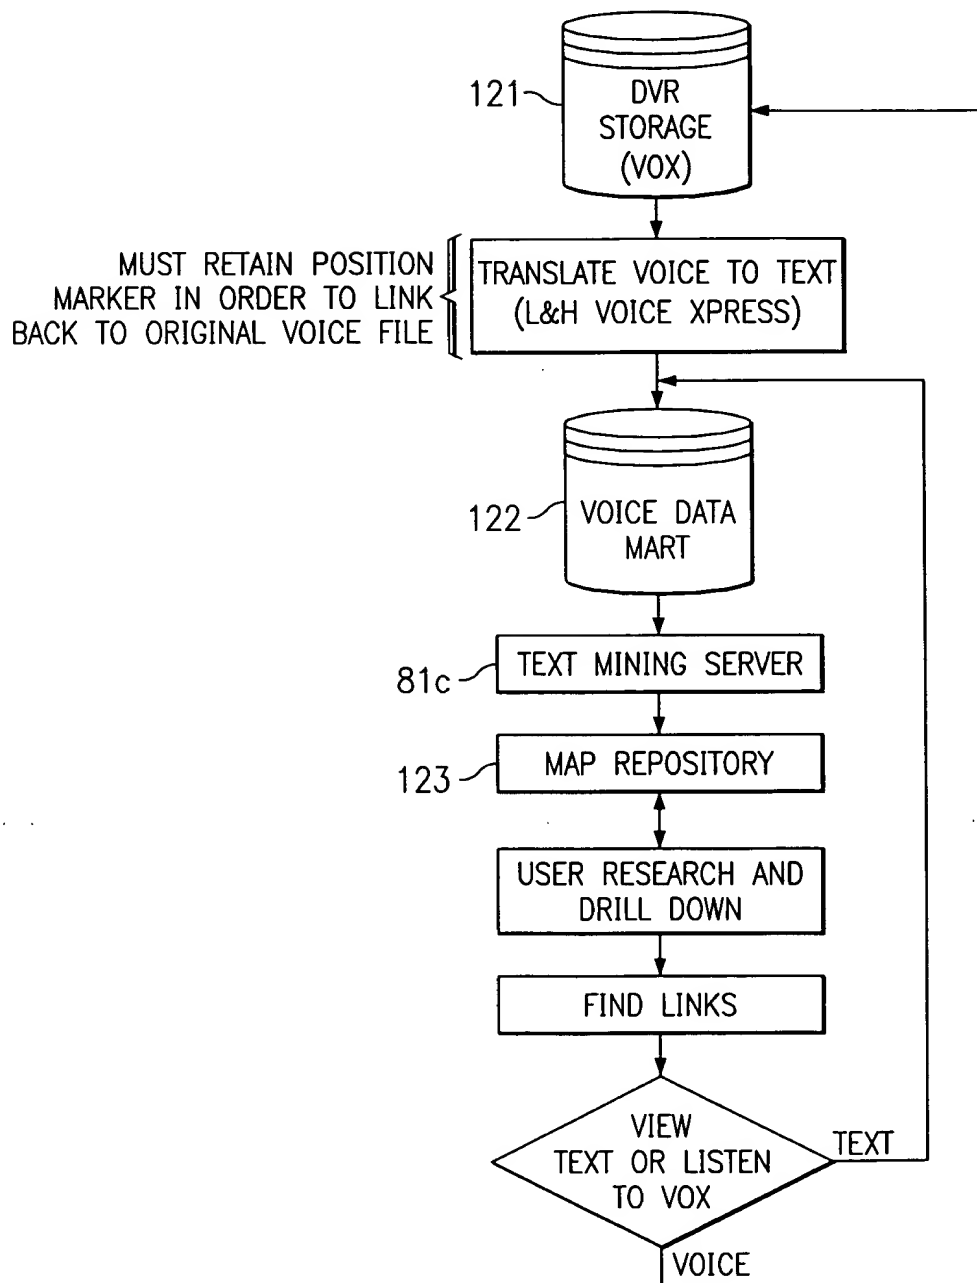 121
DVR
STORAGE
(VOX)
MUST RETAIN POSITION
MARKER IN ORDER TO LINK
BACK TO ORIGINAL VOICE FILE
TRANSLATE VOICE TO TEXT
(L&H VOICE XPRESS)
122
VOICE DATA
MART
81c
TEXT MINING SERVER
123
MAP REPOSITORY
USER RESEARCH AND
DRILL DOWN
FIND LINKS
VIEW
TEXT OR LISTEN
TO VOX
TEXT
VOICE